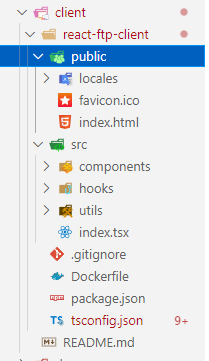 client
react-ftp-client
public
locales
favicon.ico
index.html
src
components
hooks
utils
index.tsx
.gitignore
Dockerfile
package.json
TS tsconfig.json 9+
README.md